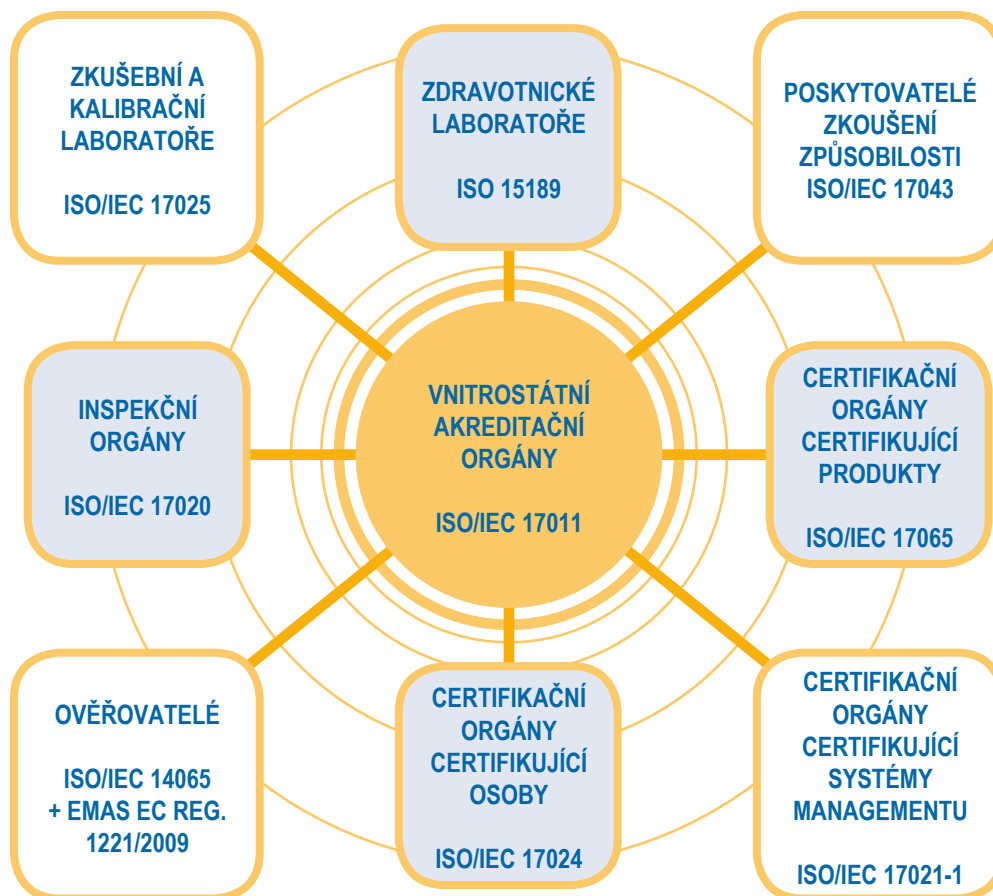 ZKUŠEBNÍ A
KALIBRAČNÍ
LABORATOŘE
ISO/IEC 17025
ZDRAVOTNICKÉ
LABORATOŘE
ISO 15189
POSKYTOVATELÉ
ZKOUŠENÍ
ZPŮSOBILOSTI
ISO/IEC 17043
INSPEKČNÍ
ORGÁNY
ISO/IEC 17020
VNITROSTÁTNÍ
AKREDITAČNÍ
ORGÁNY
ISO/IEC 17011
CERTIFIKAČNÍ
ORGÁNY
CERTIFIKUJÍCÍ
PRODUKTY
ISO/IEC 17065
OVĚŘOVATELÉ
ISO/IEC 14065
+ EMAS EC REG.
1221/2009
CERTIFIKAČNÍ
ORGÁNY
CERTIFIKUJÍCÍ
OSOBY
ISO/IEC 17024
CERTIFIKAČNÍ
ORGÁNY
CERTIFIKUJÍCÍ
SYSTÉMY
MANAGEMENTU
ISO/IEC 17021-1